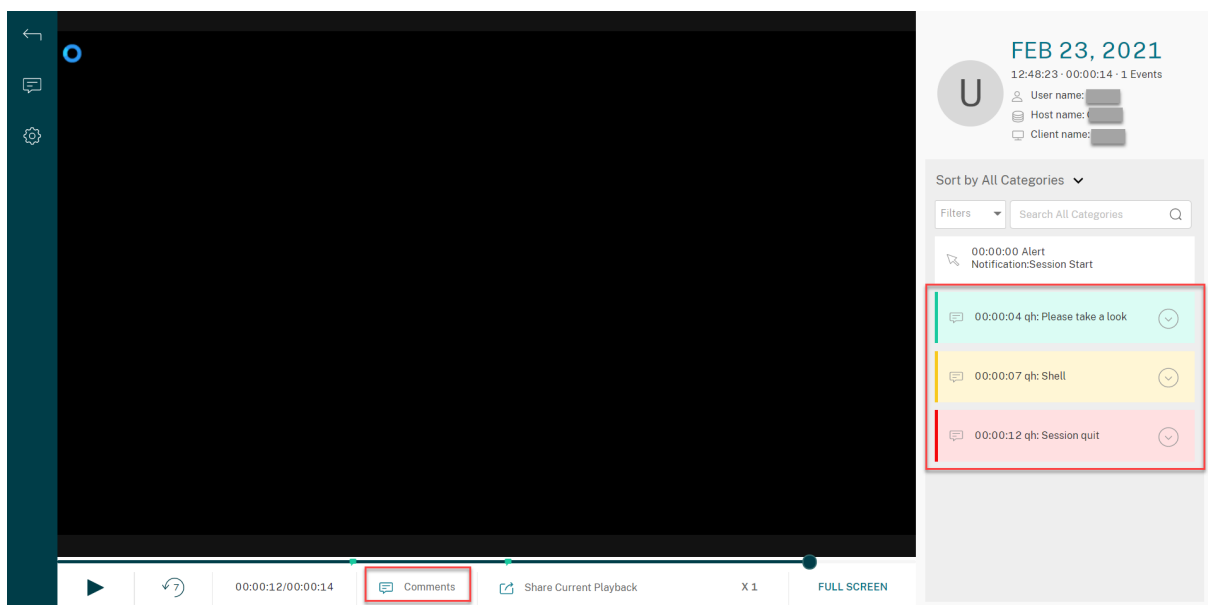 FEB 23, 2021
12:48:23 · 00:00:14 · 1 Events
U
User name:
Host name:
Client name:
Sort by All Categories
Filters
Search All Categories
00:00:00 Alert
Notification:Session Start
00:00:04 qh: Please take a look
00:00:07 qh: Shell
00:00:12 qh: Session quit
7
00:00:12/00:00:14
Comments
Share Current Playback
X 1
FULL SCREEN